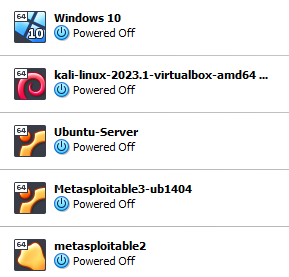 64
10
Windows 10
Powered Off
64
kali-linux-2023.1-virtualbox-amd64 ...
Powered Off
64
Ubuntu-Server
Powered Off
64
Metasploitable3-ub1404
Powered Off
64
metasploitable2
Powered Off